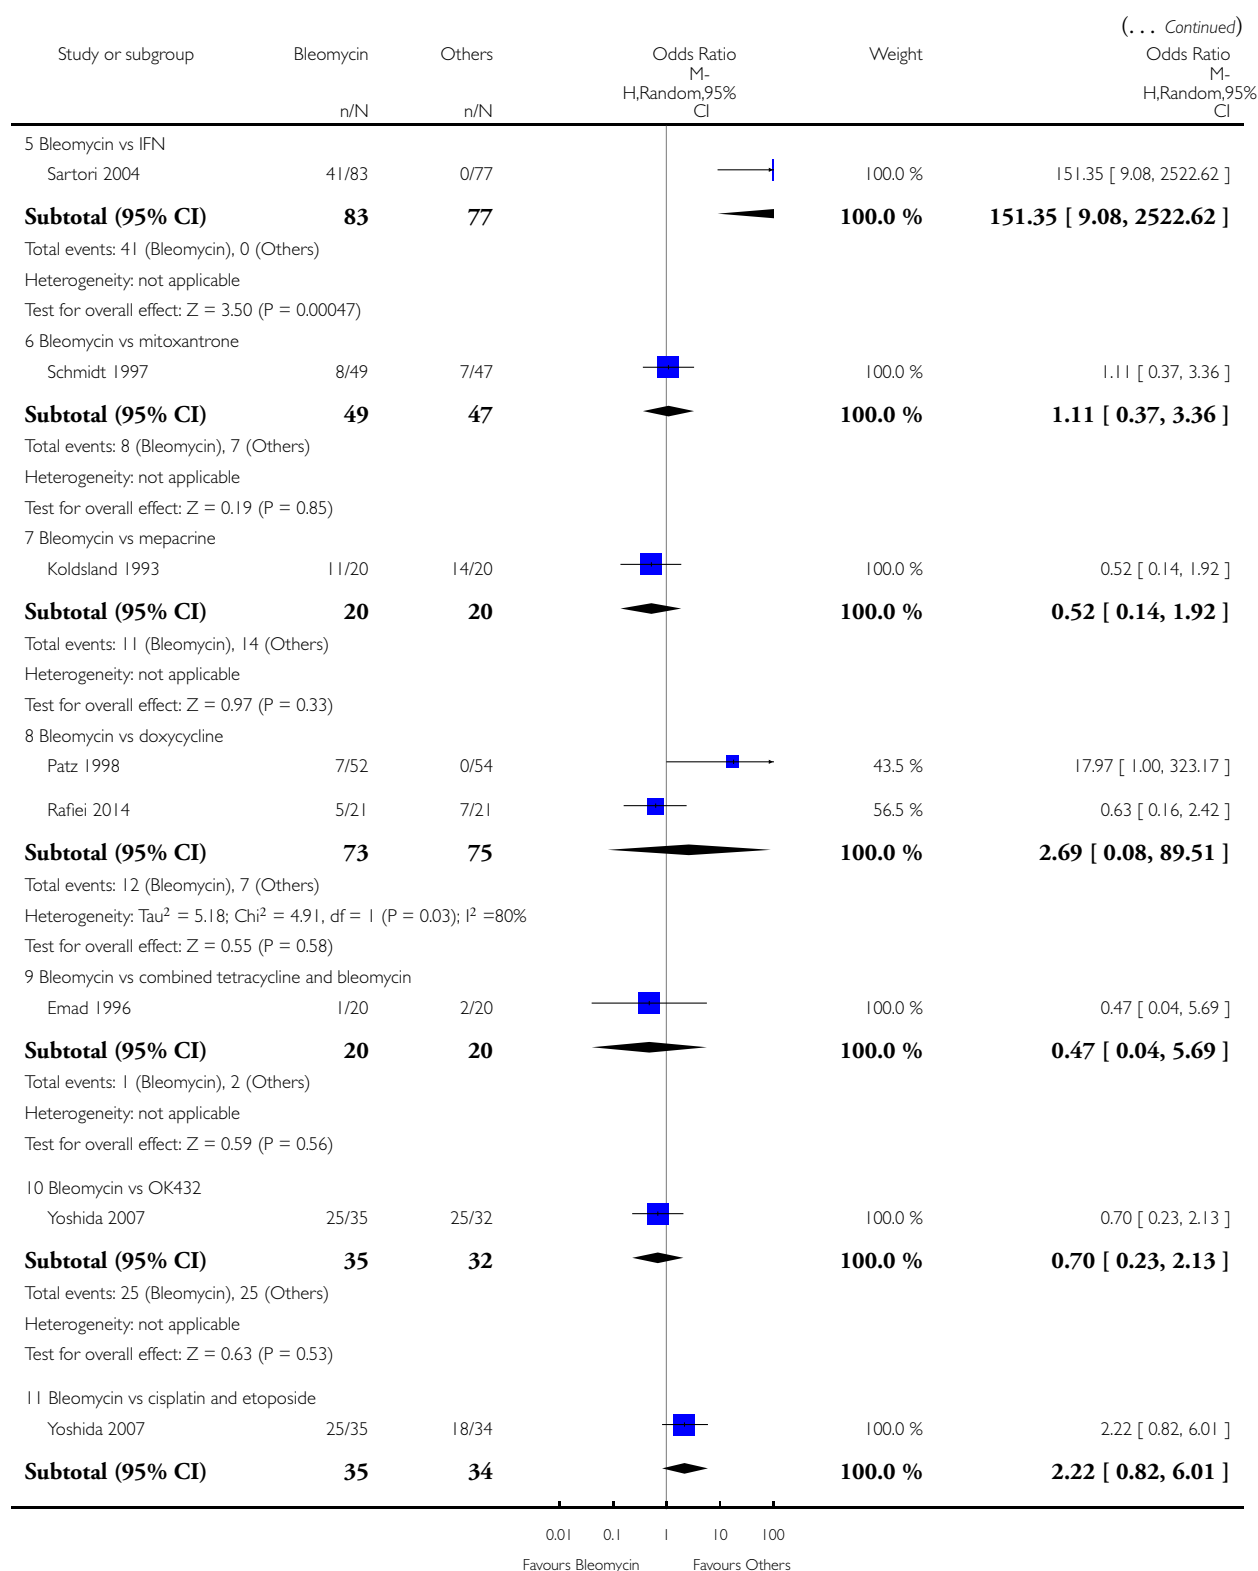 (... Continued)
Study or subgroup Bleomycin Others Odds Ratio Weight Odds Ratio
M- M-
H,Random,95% H,Random,95%
n/N n/N CI CI
5 Bleomycin vs IFN
Sartori 2004 41/83 0/77 100.0 % 151.35 [ 9.08, 2522.62 ]
Subtotal (95% CI) 83 77 100.0 % 151.35 [ 9.08, 2522.62 ]
Total events: 41 (Bleomycin), 0 (Others)
Heterogeneity: not applicable
Test for overall effect: Z = 3.50 (P = 0.00047)
6 Bleomycin vs mitoxantrone
Schmidt 1997 8/49 7/47 100.0 % 1.11 [ 0.37, 3.36 ]
Subtotal (95% CI) 49 47 100.0 % 1.11 [ 0.37, 3.36 ]
Total events: 8 (Bleomycin), 7 (Others)
Heterogeneity: not applicable
Test for overall effect: Z = 0.19 (P = 0.85)
7 Bleomycin vs mepacrine
Koldsland 1993 11/20 14/20 100.0 % 0.52 [ 0.14, 1.92 ]
Subtotal (95% CI) 20 20 100.0 % 0.52 [ 0.14, 1.92 ]
Total events: 11 (Bleomycin), 14 (Others)
Heterogeneity: not applicable
Test for overall effect: Z = 0.97 (P = 0.33)
8 Bleomycin vs doxycycline
Patz 1998 7/52 0/54 43.5 % 17.97 [ 1.00, 323.17 ]
Rafiei 2014 5/21 7/21 56.5 % 0.63 [ 0.16, 2.42 ]
Subtotal (95% CI) 73 75 100.0 % 2.69 [ 0.08, 89.51 ]
Total events: 12 (Bleomycin), 7 (Others)
Heterogeneity: Tau² = 5.18; Chi² = 4.91, df = 1 (P = 0.03); I² =80%
Test for overall effect: Z = 0.55 (P = 0.58)
9 Bleomycin vs combined tetracycline and bleomycin
Emad 1996 1/20 2/20 100.0 % 0.47 [ 0.04, 5.69 ]
Subtotal (95% CI) 20 20 100.0 % 0.47 [ 0.04, 5.69 ]
Total events: 1 (Bleomycin), 2 (Others)
Heterogeneity: not applicable
Test for overall effect: Z = 0.59 (P = 0.56)
10 Bleomycin vs OK432
Yoshida 2007 25/35 25/32 100.0 % 0.70 [ 0.23, 2.13 ]
Subtotal (95% CI) 35 32 100.0 % 0.70 [ 0.23, 2.13 ]
Total events: 25 (Bleomycin), 25 (Others)
Heterogeneity: not applicable
Test for overall effect: Z = 0.63 (P = 0.53)
11 Bleomycin vs cisplatin and etoposide
Yoshida 2007 25/35 18/34 100.0 % 2.22 [ 0.82, 6.01 ]
Subtotal (95% CI) 35 34 100.0 % 2.22 [ 0.82, 6.01 ]
0.01 0.1 1 10 100
Favours Bleomycin Favours Others